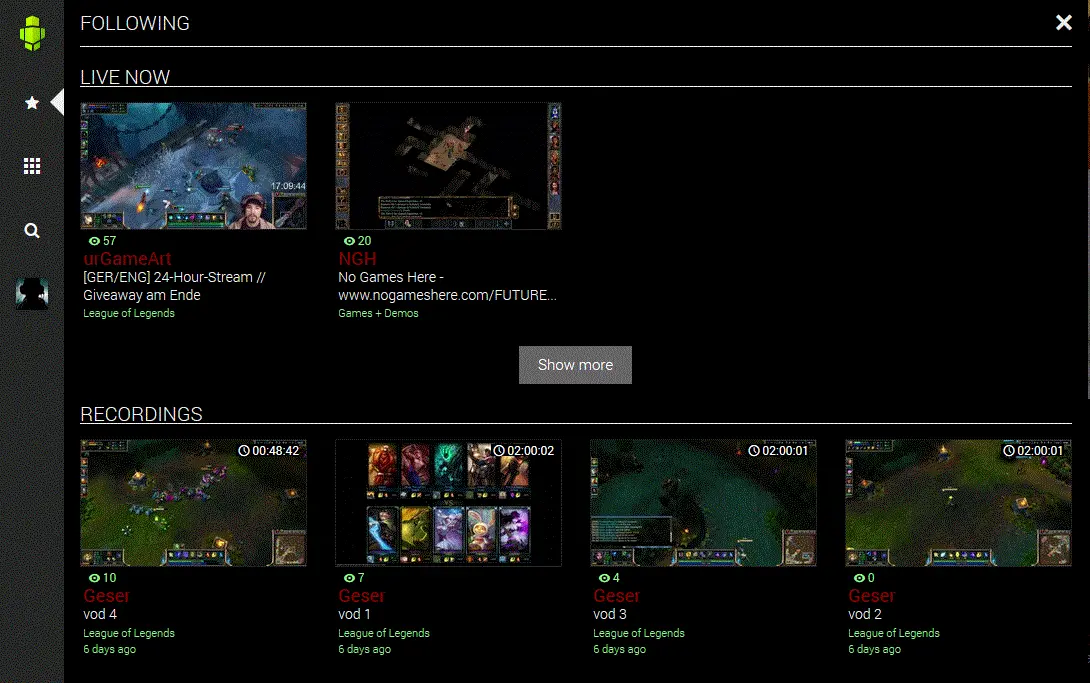 FOLLOWING
LIVE NOW
17:09:44
57
20
urGameArt
NGH
[GER/ENG] 24-Hour-Stream //
Giveaway am Ende
No Games Here -
www.nogameshere.com/FUTURE...
League of Legends
Games + Demos
Show more
RECORDINGS
00:48:42
02:00:02
02:00:01
02:00:01
VS
10
7
4
0
Geser
Geser
Geser
Geser
vod 4
vod 1
vod 3
vod 2
League of Legends
League of Legends
League of Legends
League of Legends
6 days ago
6 days ago
6 days ago
6 days ago